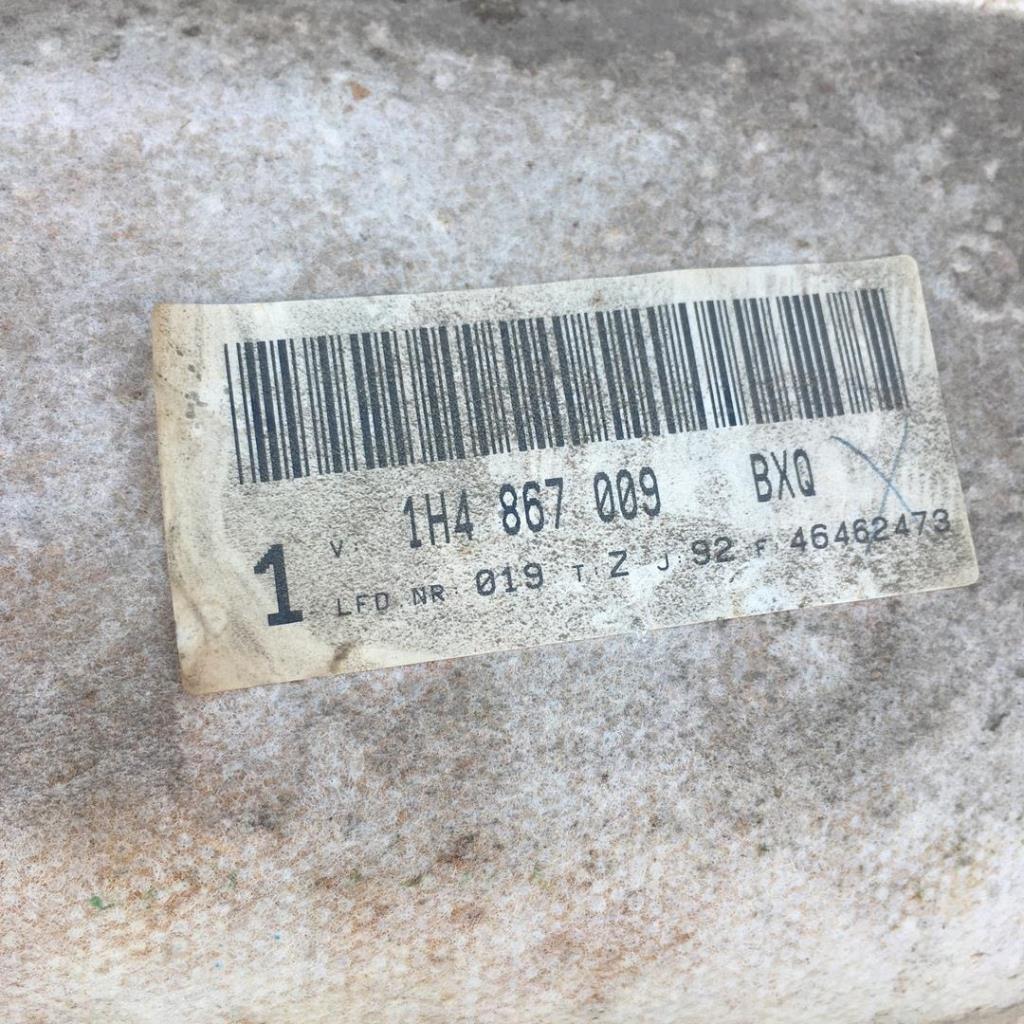 V: 1H4 867 009 BXQ
1 LFD.NR: 019 T: Z J: 92 F: 46462473